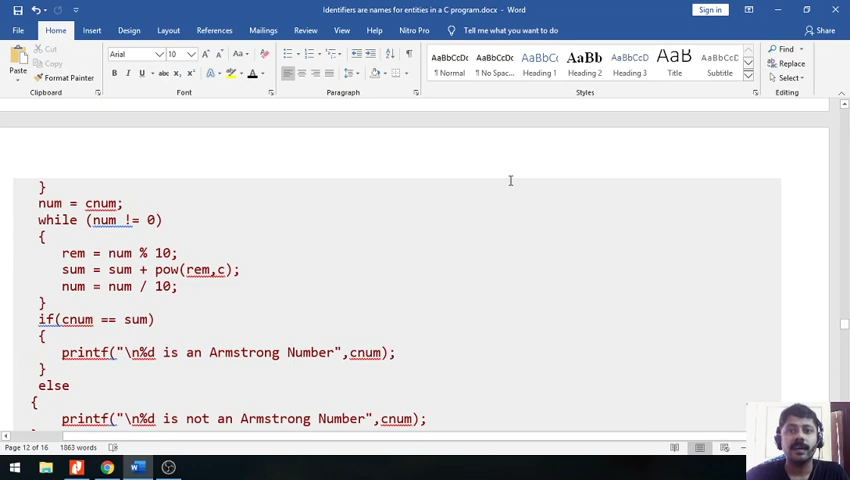 Identifiers are names for entities in a C program.docx - Word
Sign in
File Home Insert Draw Design Layout References Mailings Review View Help Nitro Pro Tell me what you want to do Share
Cut
Copy
Format Painter
Paste
Clipboard
Arial 10
Font
Paragraph
AaBbCcDc AaBbCcDc AaBbC AaBb AaBbCcDc AaB AaBbCcD
¶ Normal ¶ No Spac... Heading 1 Heading 2 Heading 3 Title Subtitle
Styles
Find
Replace
Select
Editing
}
num = cnum;
while (num != 0)
{
rem = num % 10;
sum = sum + pow(rem,c);
num = num / 10;
}
if(cnum == sum)
{
printf("\n%d is an Armstrong Number",cnum);
}
else
{
printf("\n%d is not an Armstrong Number",cnum);
Page 12 of 16 1863 words